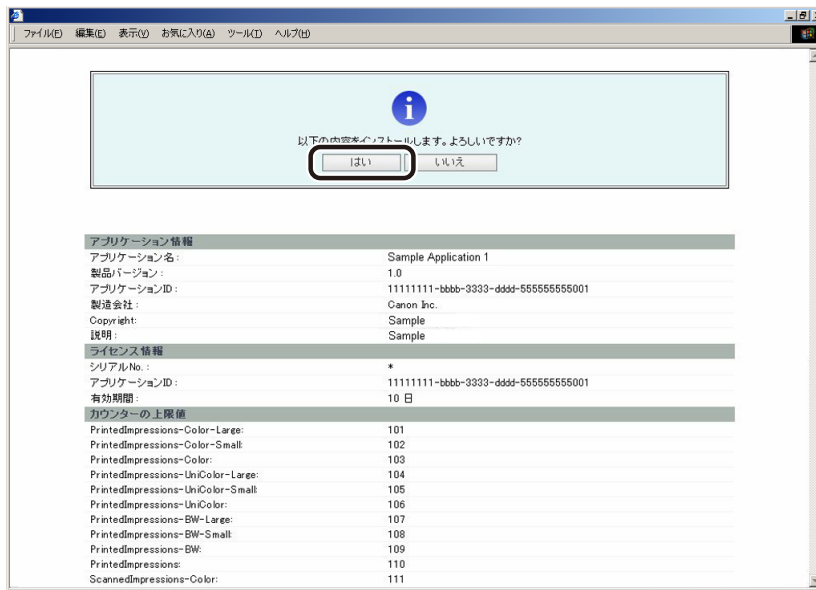 ファイル(F) 編集(E) 表示(V) お気に入り(A) ツール(T) ヘルプ(H)
以下の内容をインストールします。よろしいですか?
はい いいえ
アプリケーション情報
アプリケーション名: Sample Application 1
製品バージョン: 1.0
アプリケーションID: 11111111-bbbb-3333-dddd-555555555001
製造会社: Canon Inc.
Copyright: Sample
説明: Sample
ライセンス情報
シリアルNo.: *
アプリケーションID: 11111111-bbbb-3333-dddd-555555555001
有効期間: 10 日
カウンターの上限値
PrintedImpressions-Color-Large: 101
PrintedImpressions-Color-Small: 102
PrintedImpressions-Color: 103
PrintedImpressions-UniColor-Large: 104
PrintedImpressions-UniColor-Small: 105
PrintedImpressions-UniColor: 106
PrintedImpressions-BW-Large: 107
PrintedImpressions-BW-Small: 108
PrintedImpressions-BW: 109
PrintedImpressions: 110
ScannedImpressions-Color: 111